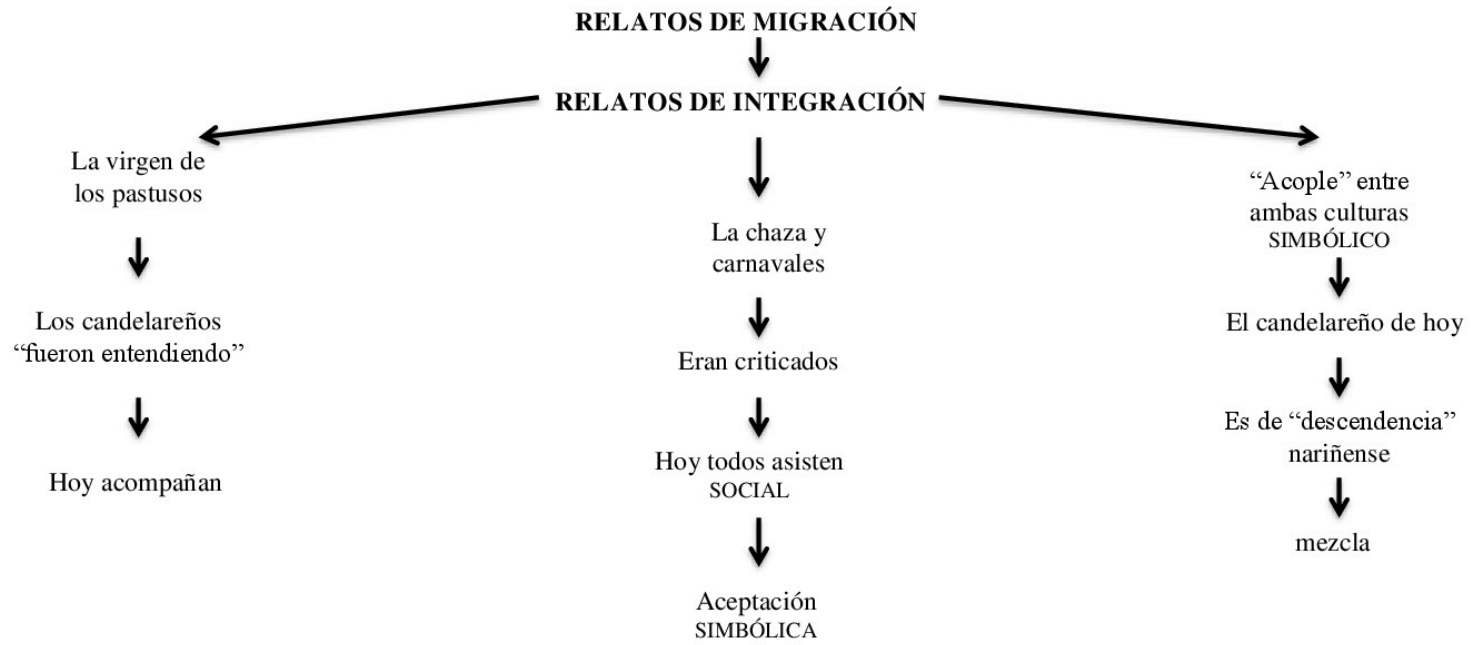 RELATOS DE MIGRACIÓN
RELATOS DE INTEGRACIÓN
La virgen de
los pastusos
Los candelareños
“fueron entendiendo”
Hoy acompañan
La chaza y
carnavales
Eran criticados
Hoy todos asisten
SOCIAL
Aceptación
SIMBÓLICA
“Acople” entre
ambas culturas
SIMBÓLICO
El candelareño de hoy
Es de “descendencia”
nariñense
mezcla